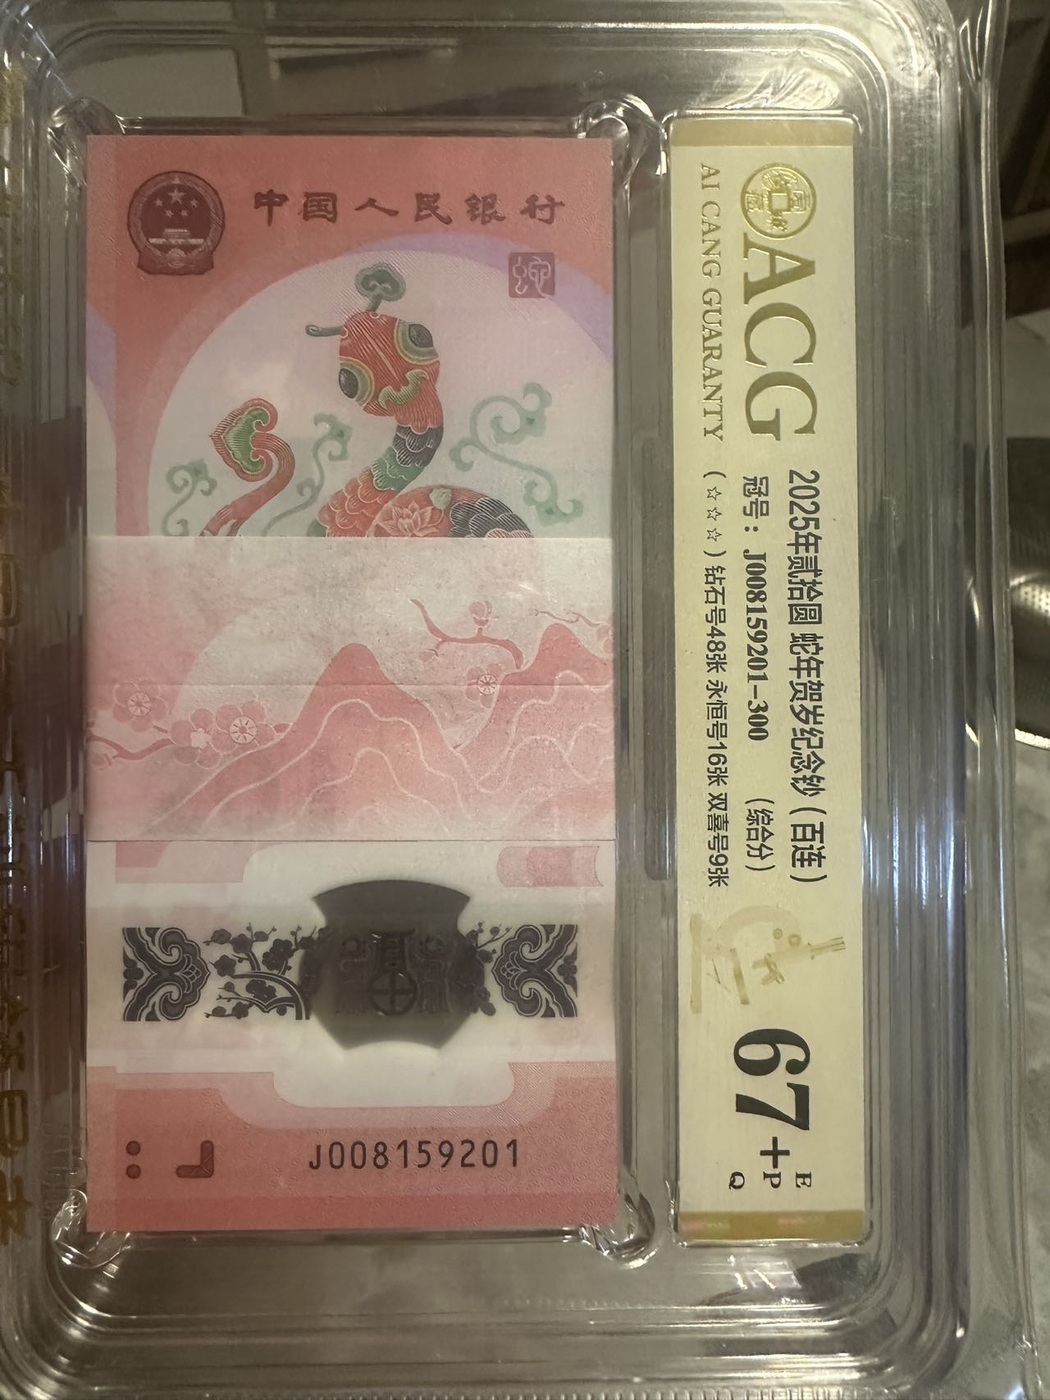 中国人民银行
J008159201
ACG
AI CANG GUARANTY
2025年贰拾圆 蛇年贺岁纪念钞（百连）
冠号：J008159201-300 （综合分）
（☆☆☆）钻石号48张 永恒号16张 双喜号9张
67+
E
P
Q